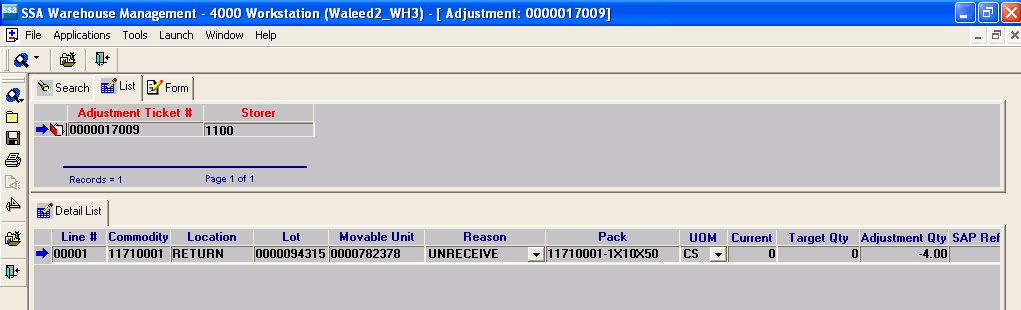 SSA SSA Warehouse Management - 4000 Workstation (Waleed2_WH3) - [ Adjustment: 0000017009]
File Applications Tools Launch Window Help
Search List Form
Adjustment Ticket # Storer
0000017009 1100
Records = 1 Page 1 of 1
Detail List
Line # Commodity Location Lot Movable Unit Reason Pack UOM Current Target Qty Adjustment Qty SAP Ref
00001 11710001 RETURN 0000094315 0000782378 UNRECEIVE 11710001-1X10X50 CS 0 0 -4.00